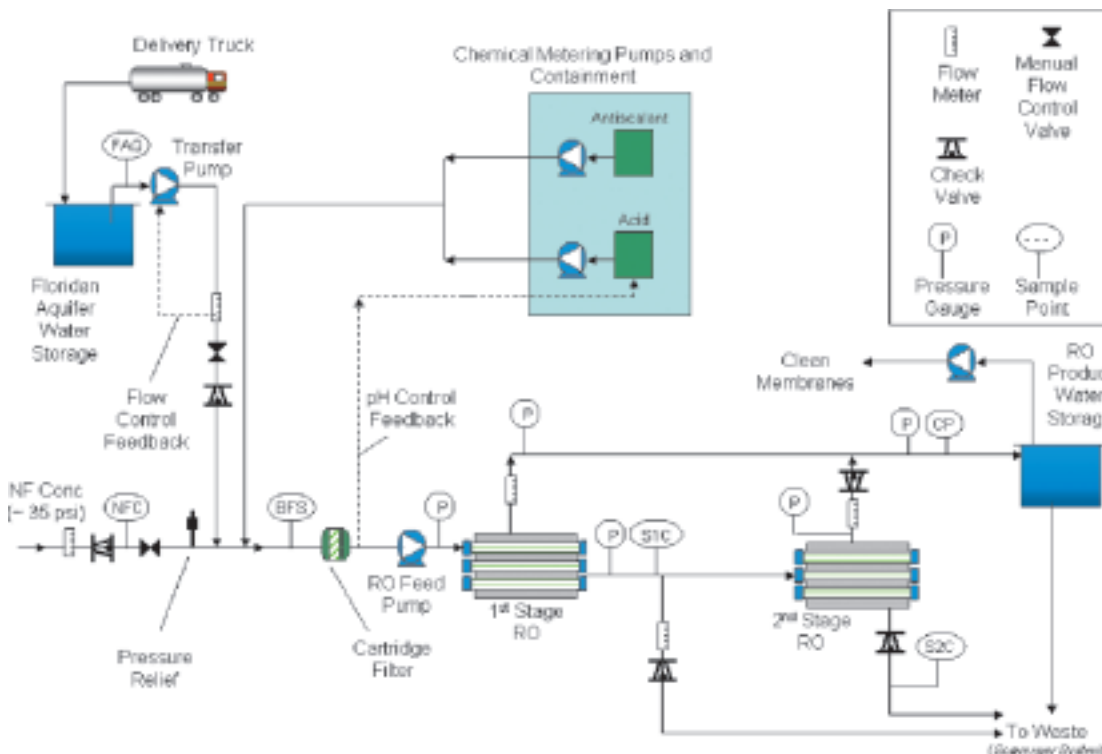 Delivery Truck
Chemical Metering Pumps and
Containment
Antiscalant
Acid
Flow
Meter
Manual
Flow
Control
Valve
Check
Valve
P
Pressure
Gauge
Sample
Point
FAQ
Transfer
Pump
Floridan
Aquifer
Water
Storage
Flow
Control
Feedback
pH Control
Feedback
Clean
Membranes
RO
Produc
Water
Storag
P
P
CP
NF Conc
(~ 35 psi)
NFC
BFS
P
P
S1C
P
RO Feed
Pump
1st Stage
RO
2nd Stage
RO
S2C
Pressure
Relief
Cartridge
Filter
To Waste